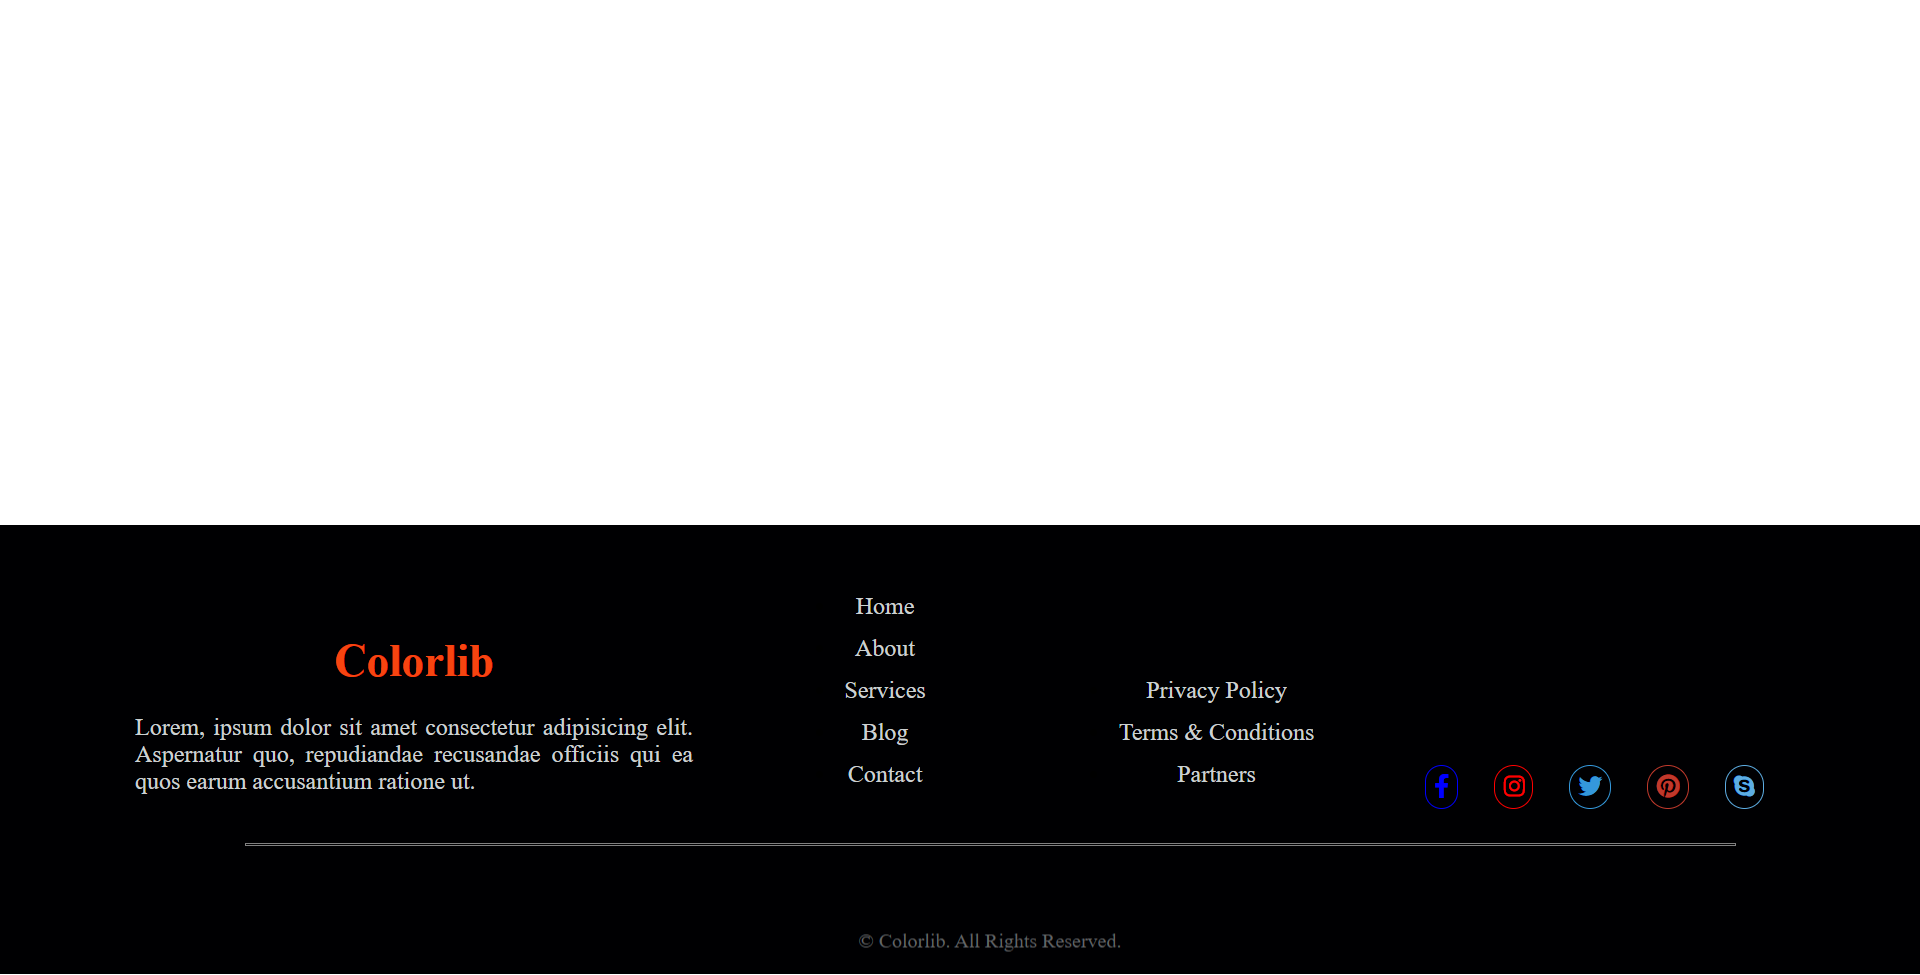 Colorlib
Lorem, ipsum dolor sit amet consectetur adipisicing elit.
Aspernatur quo, repudiandae recusandae officiis qui ea
quos earum accusantium ratione ut.
Home
About
Services
Blog
Contact
Privacy Policy
Terms & Conditions
Partners
© Colorlib. All Rights Reserved.